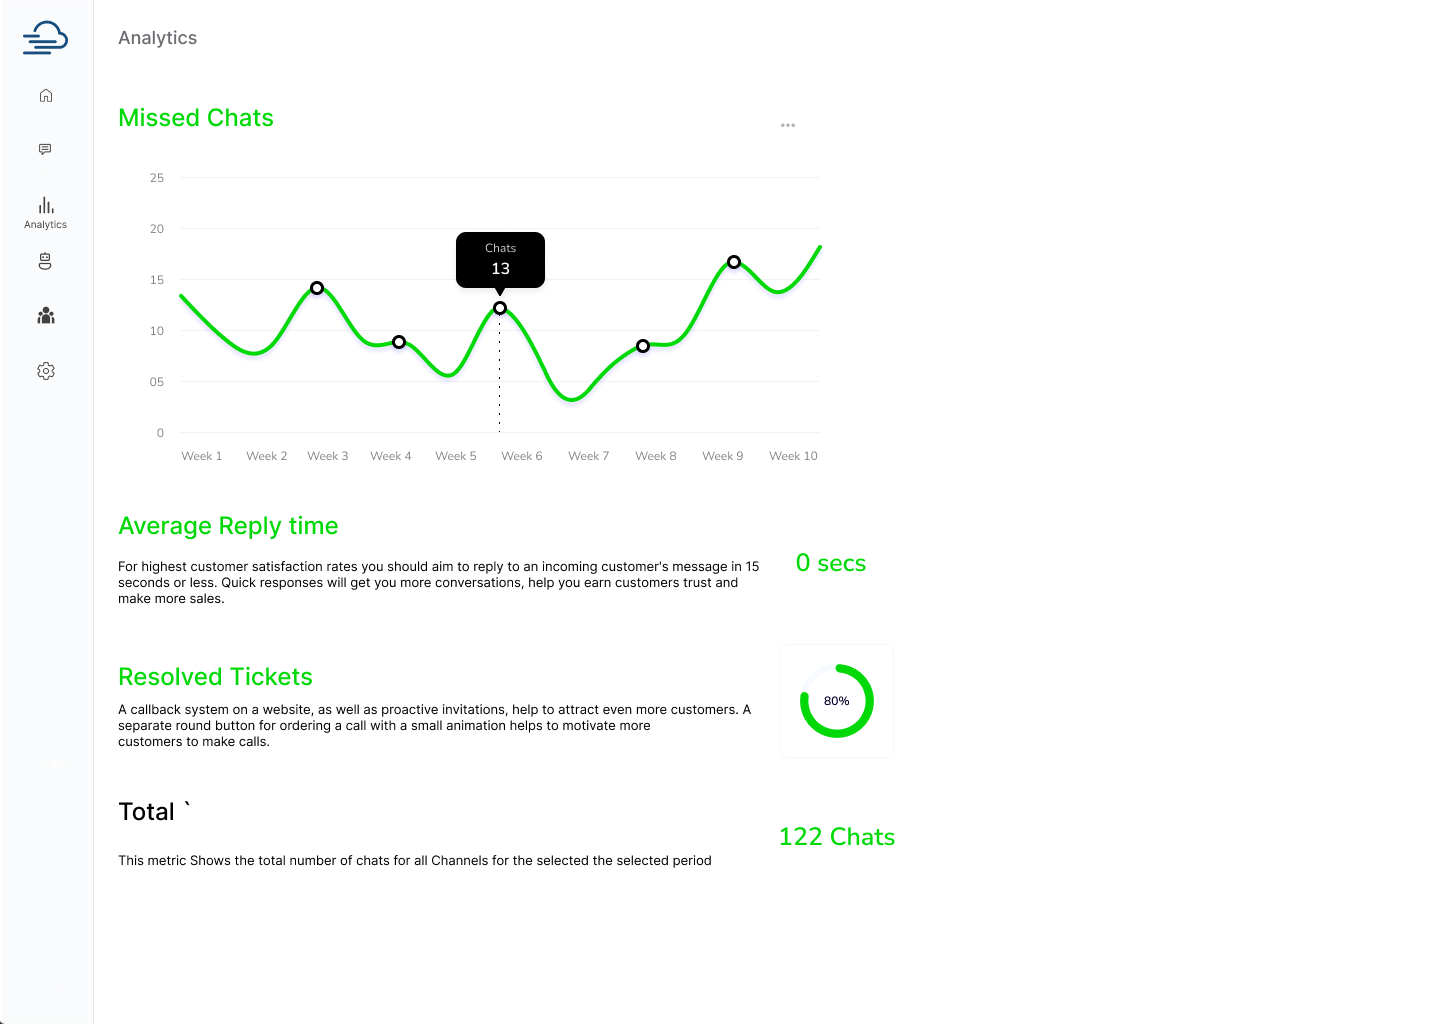 Analytics
Missed Chats
...
25
20
15
10
05
0
Chats
13
Week 1 Week 2 Week 3 Week 4 Week 5 Week 6 Week 7 Week 8 Week 9 Week 10
Analytics
Average Reply time
For highest customer satisfaction rates you should aim to reply to an incoming customer's message in 15
seconds or less. Quick responses will get you more conversations, help you earn customers trust and
make more sales.
0 secs
Resolved Tickets
A callback system on a website, as well as proactive invitations, help to attract even more customers. A
separate round button for ordering a call with a small animation helps to motivate more
customers to make calls.
80%
Total `
122 Chats
This metric Shows the total number of chats for all Channels for the selected the selected period